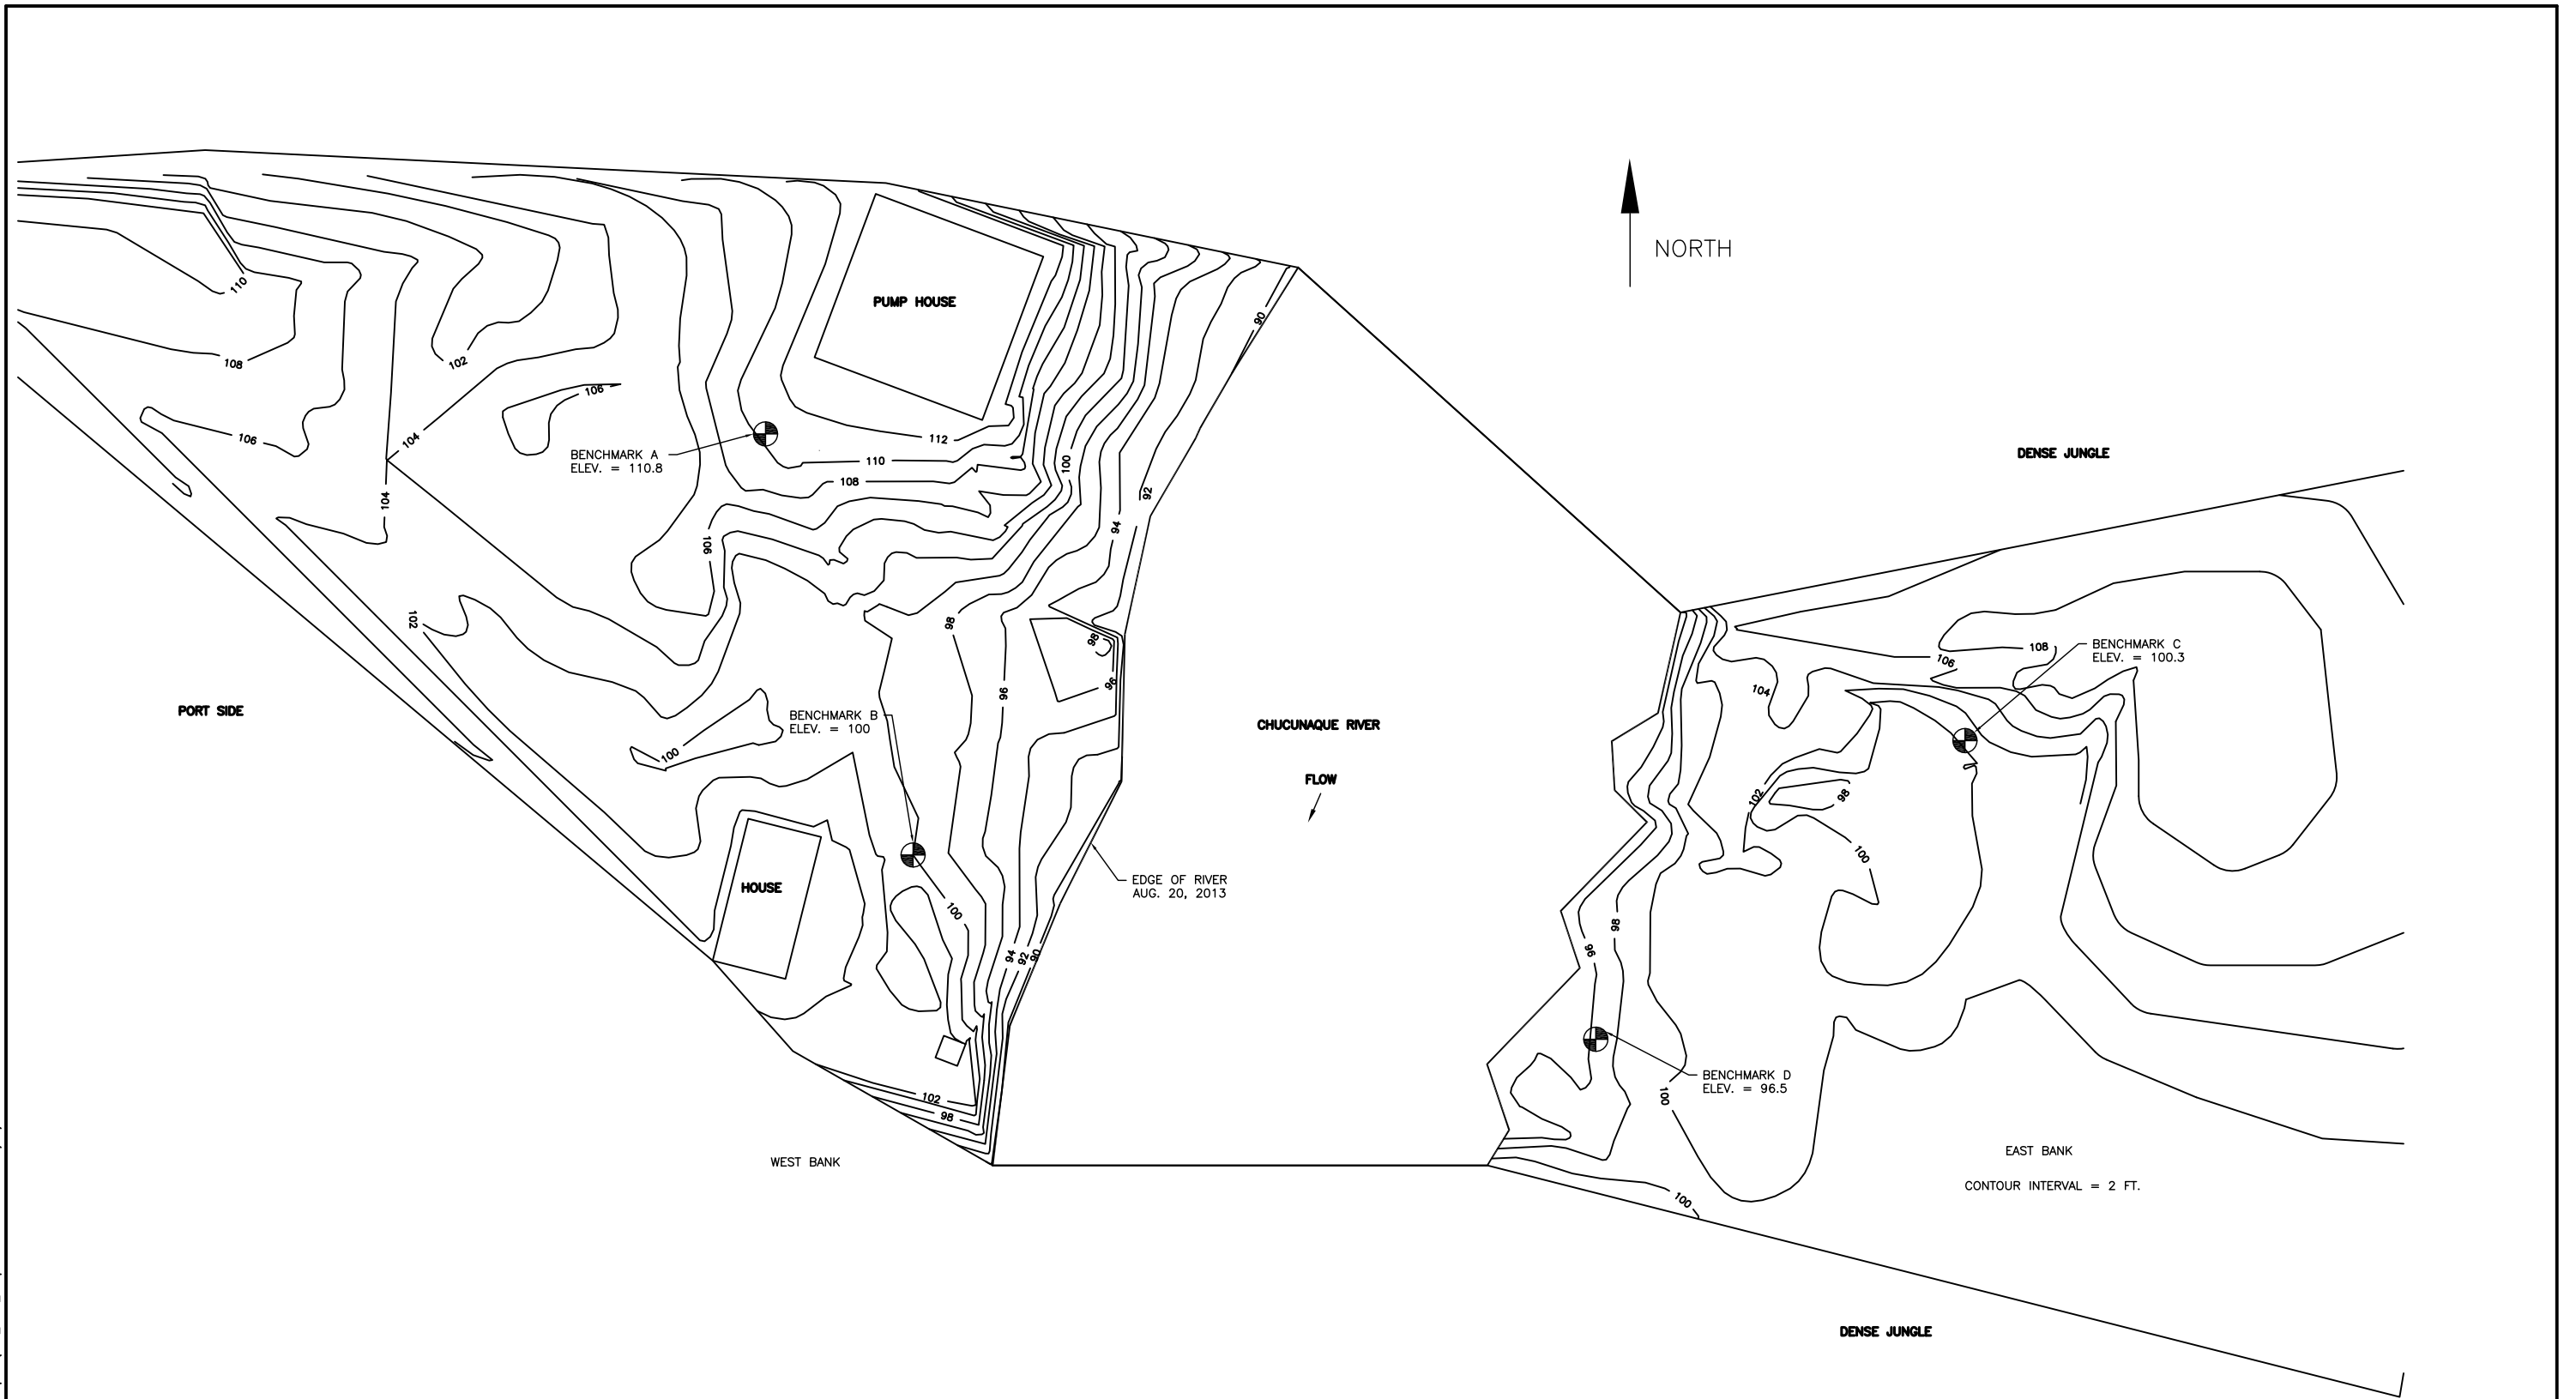 NORTH
PUMP HOUSE
90
110
108
102
106
104
106
112
110
108
BENCHMARK A
ELEV. = 110.8
100
92
94
104
106
102
98
98
96
96
DENSE JUNGLE
108
106
104
BENCHMARK C
ELEV. = 100.3
PORT SIDE
BENCHMARK B
ELEV. = 100
100
CHUCUNAQUE RIVER
FLOW
102
98
100
HOUSE
EDGE OF RIVER
AUG. 20, 2013
100
94
92
90
98
96
102
98
BENCHMARK D
ELEV. = 96.5
100
WEST BANK
EAST BANK
CONTOUR INTERVAL = 2 FT.
100
DENSE JUNGLE